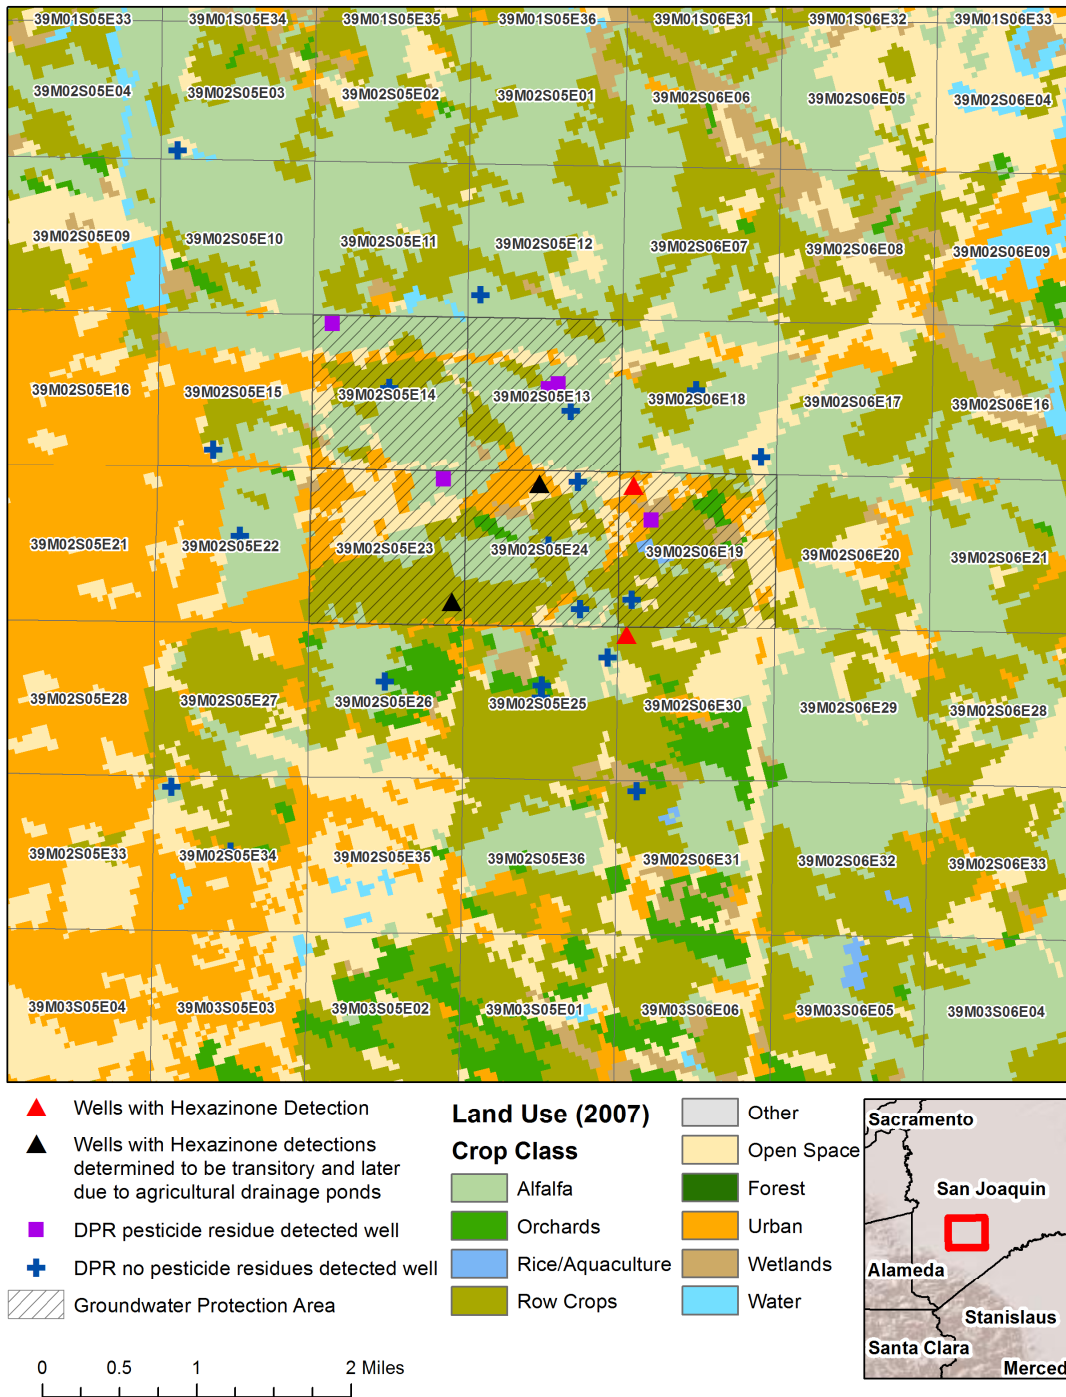 39M01S05E33
39M01S05E34
39M01S05E35
39M01S05E36
39M01S06E31
39M01S06E32
39M01S06E33
39M02S05E04
39M02S05E03
39M02S05E02
39M02S05E01
39M02S06E06
39M02S06E05
39M02S06E04
39M02S05E09
39M02S05E10
39M02S05E11
39M02S05E12
39M02S06E07
39M02S06E08
39M02S06E09
39M02S05E16
39M02S05E15
39M02S05E14
39M02S05E13
39M02S06E18
39M02S06E17
39M02S06E16
39M02S05E21
39M02S05E22
39M02S05E23
39M02S05E24
39M02S06E19
39M02S06E20
39M02S06E21
39M02S05E28
39M02S05E27
39M02S05E26
39M02S05E25
39M02S06E30
39M02S06E29
39M02S06E28
39M02S05E33
39M02S05E34
39M02S05E35
39M02S05E36
39M02S06E31
39M02S06E32
39M02S06E33
39M03S05E04
39M03S05E03
39M03S05E02
39M03S05E01
39M03S06E06
39M03S06E05
39M03S06E04
Wells with Hexazinone Detection
Wells with Hexazinone detections
determined to be transitory and later
due to agricultural drainage ponds
DPR pesticide residue detected well
DPR no pesticide residues detected well
Groundwater Protection Area
0 0.5 1 2 Miles
Land Use (2007)
Crop Class
Alfalfa
Orchards
Rice/Aquaculture
Row Crops
Other
Open Space
Forest
Urban
Wetlands
Water
Sacramento
San Joaquin
Alameda
Stanislaus
Santa Clara
Merced